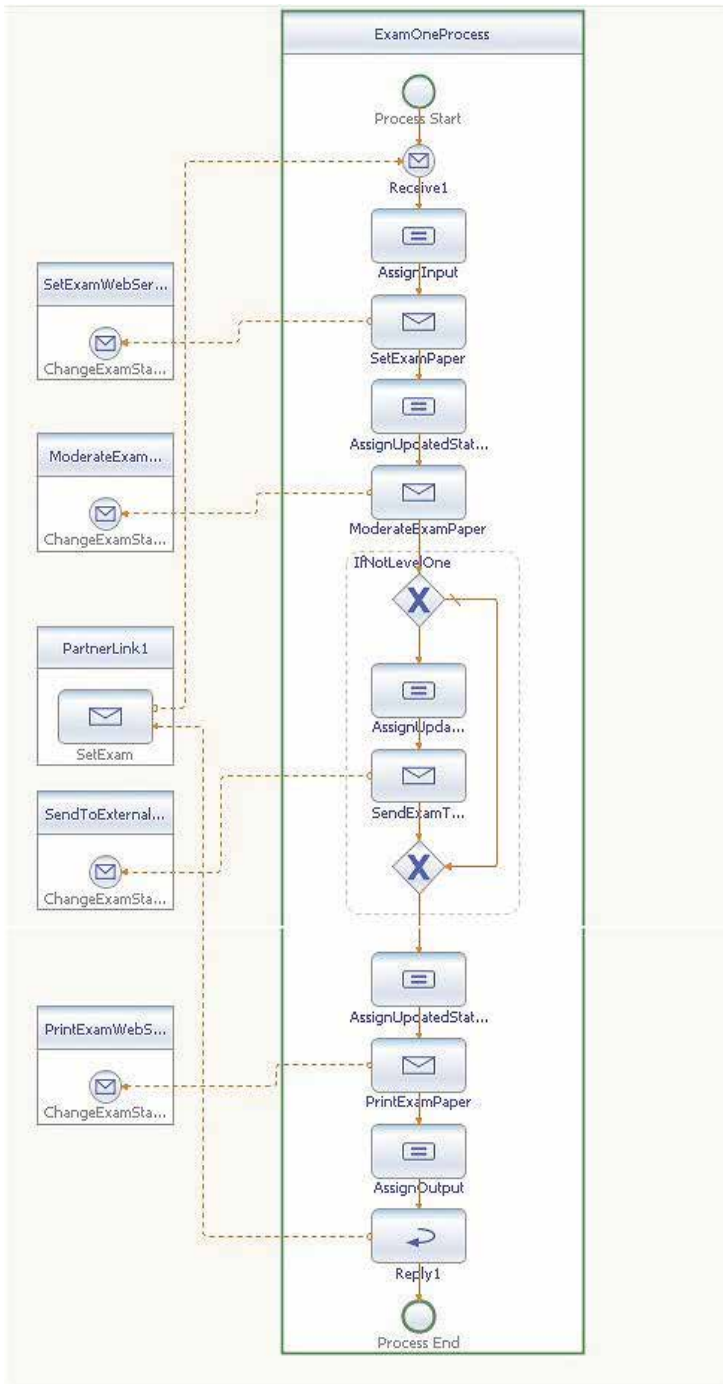 ExamOneProcess
Process Start
Receive1
AssignInput
SetExamWebSer...
ChangeExamSta...
SetExamPaper
AssignUpdatedStat...
ModerateExam...
ChangeExamSta...
ModerateExamPaper
IfNotLevelOne
PartnerLink1
SetExam
AssignUpda...
SendToExternal...
ChangeExamSta...
SendExamT...
AssignUpdatedStat...
PrintExamWebS...
ChangeExamSta...
PrintExamPaper
AssignOutput
Reply1
Process End